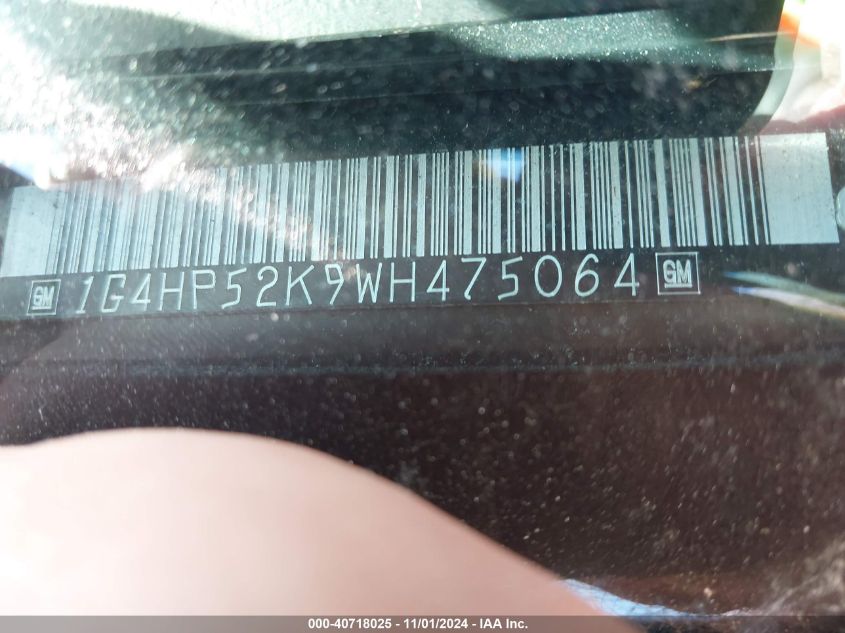 GM 1G4HP52K9WH475064 GM
000-40718025 - 11/01/2024 - IAA Inc.